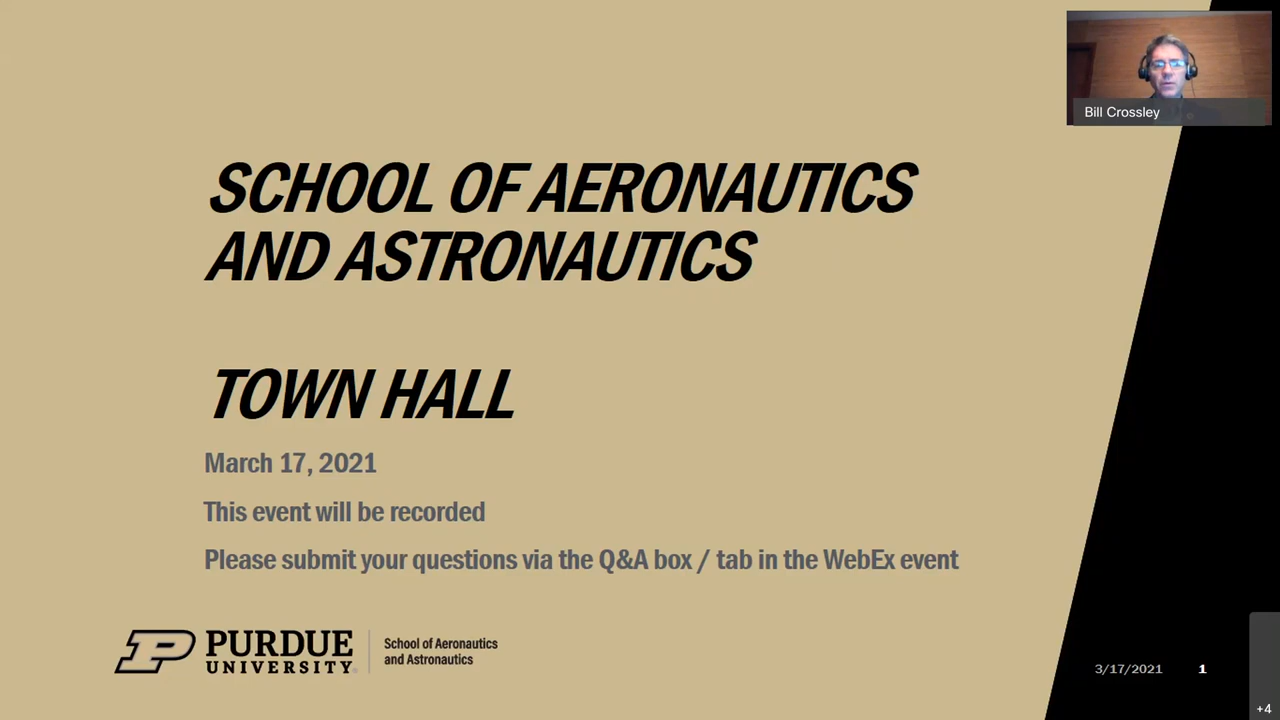 Bill Crossley
SCHOOL OF AERONAUTICS
AND ASTRONAUTICS
TOWN HALL
March 17, 2021
This event will be recorded
Please submit your questions via the Q&A box / tab in the WebEx event
PURDUE
UNIVERSITY®
School of Aeronautics
and Astronautics
3/17/2021 1
+4